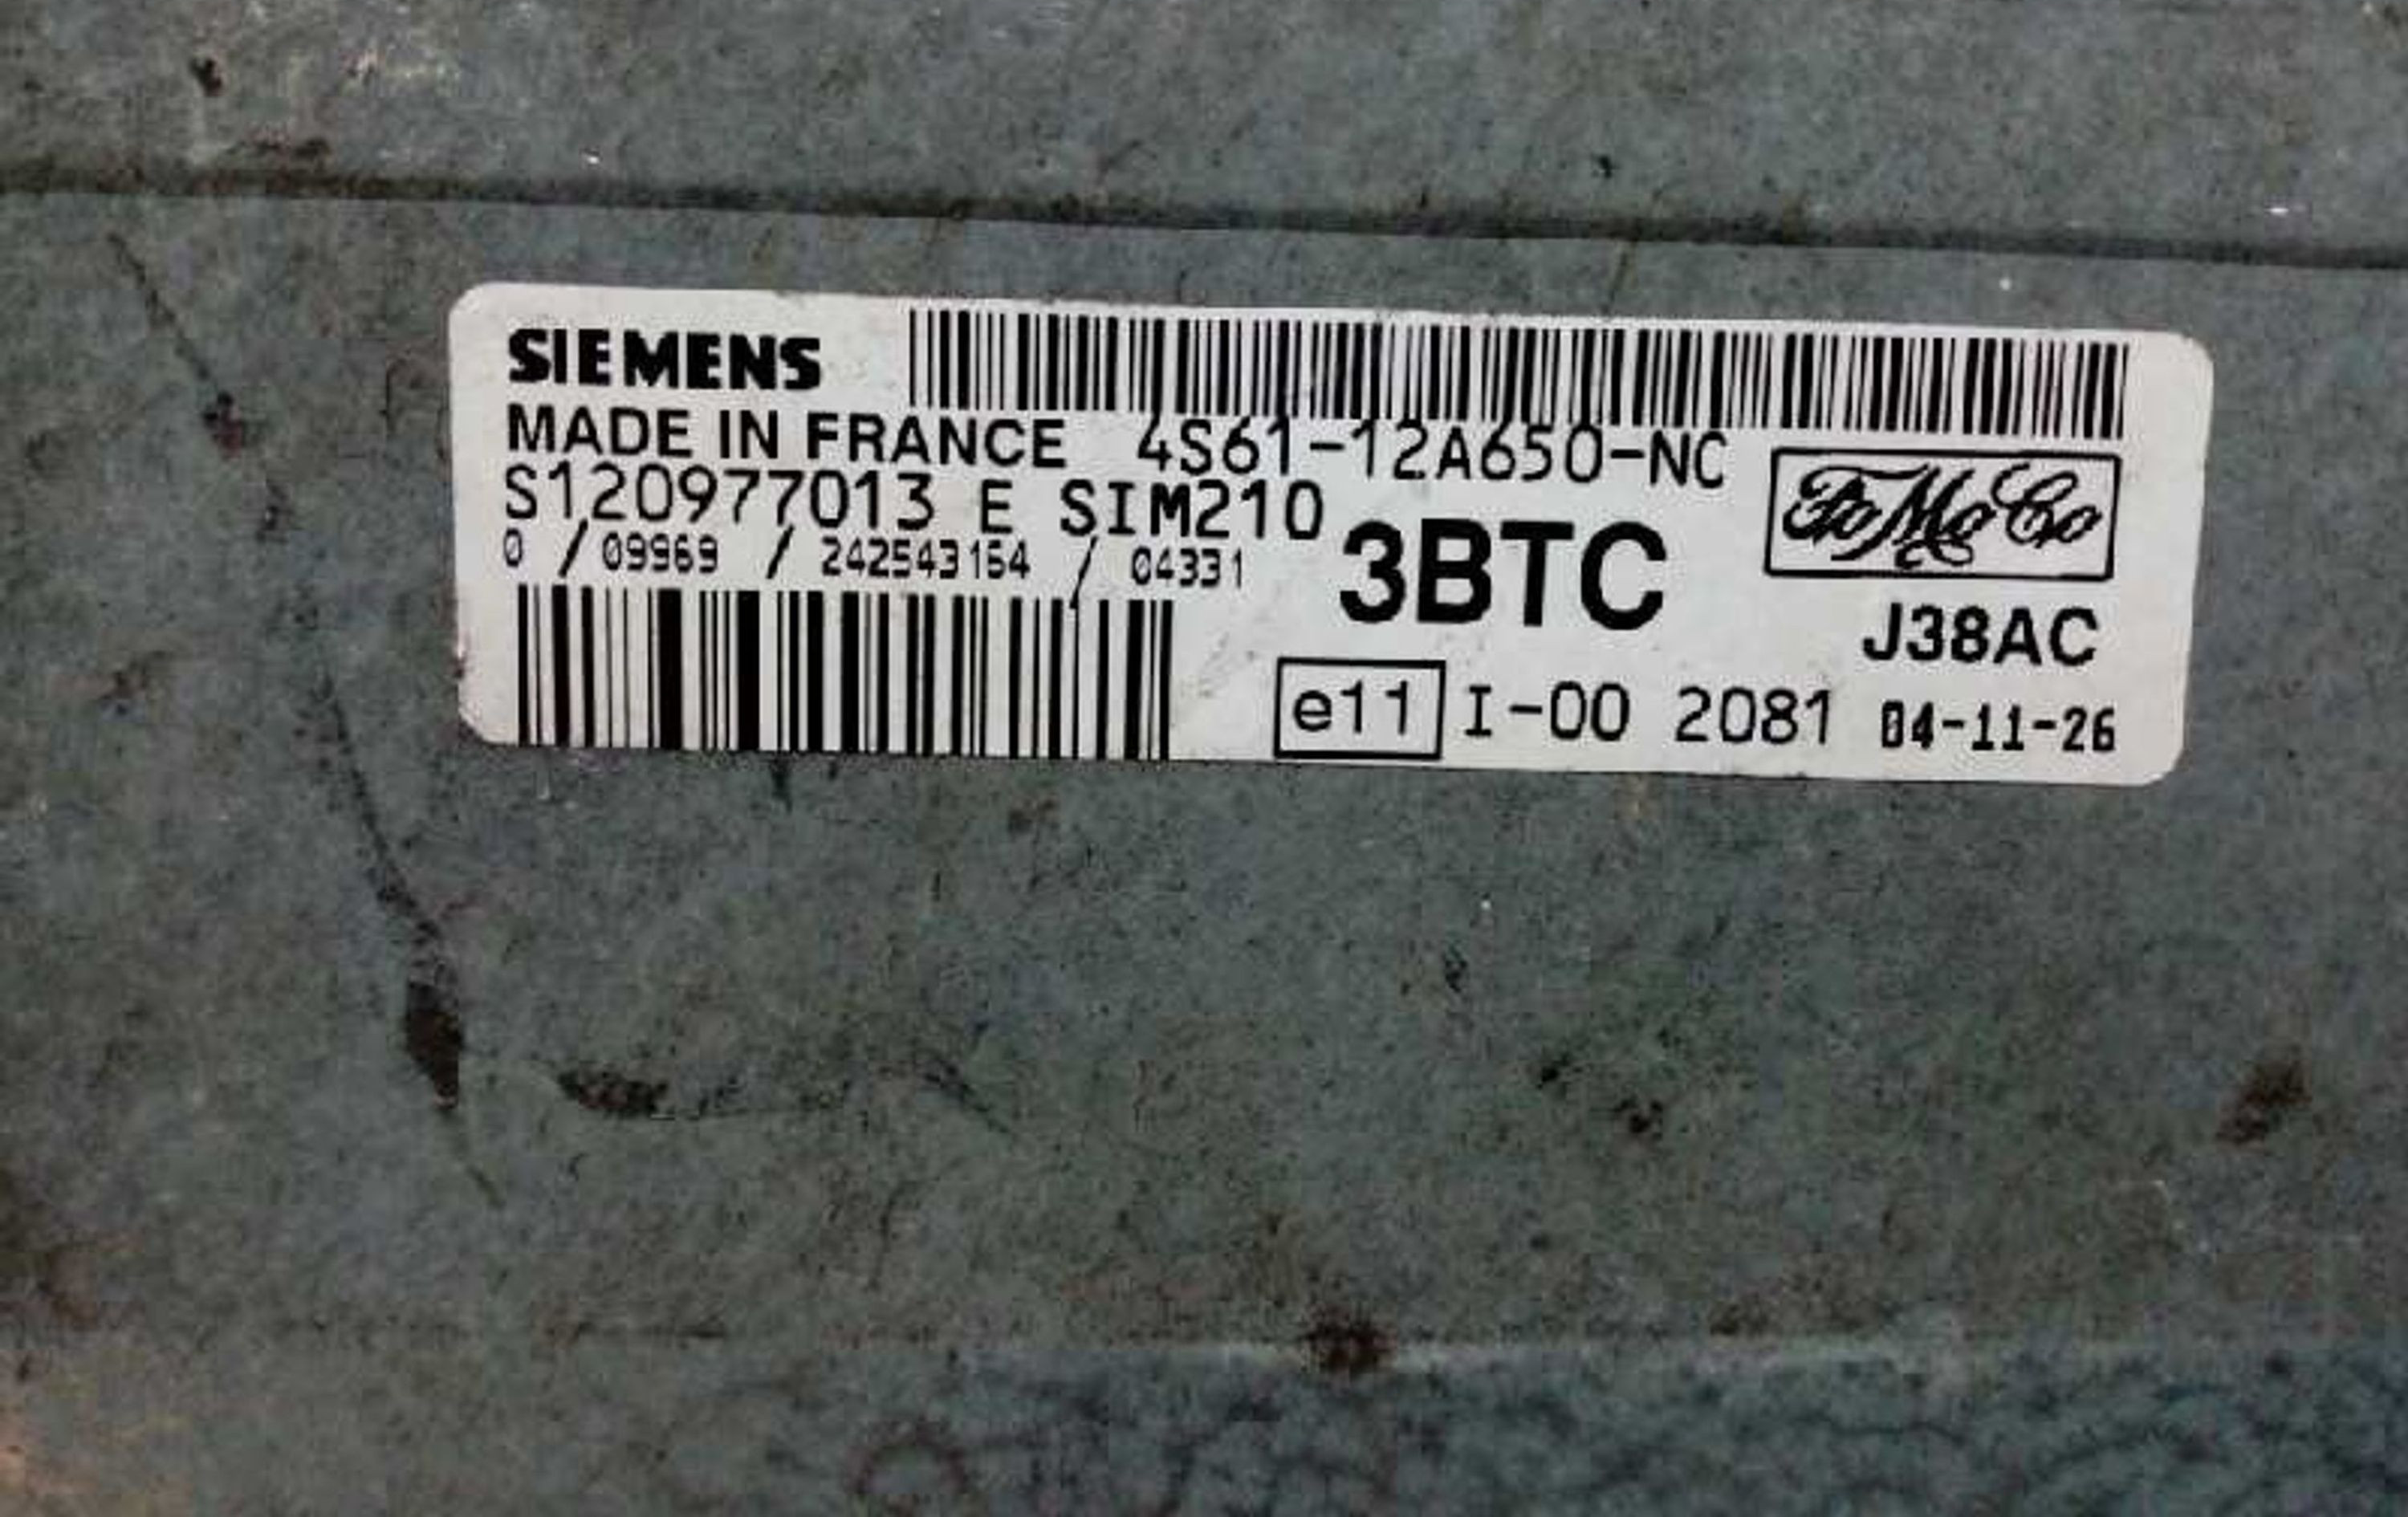 SIEMENS
MADE IN FRANCE 4S61-12A650-NC
S120977013 E SIM210
FoMoCo
0 / 09969 / 242543164 / 04331
3BTC
J38AC
e11 I-00 2081 04-11-26